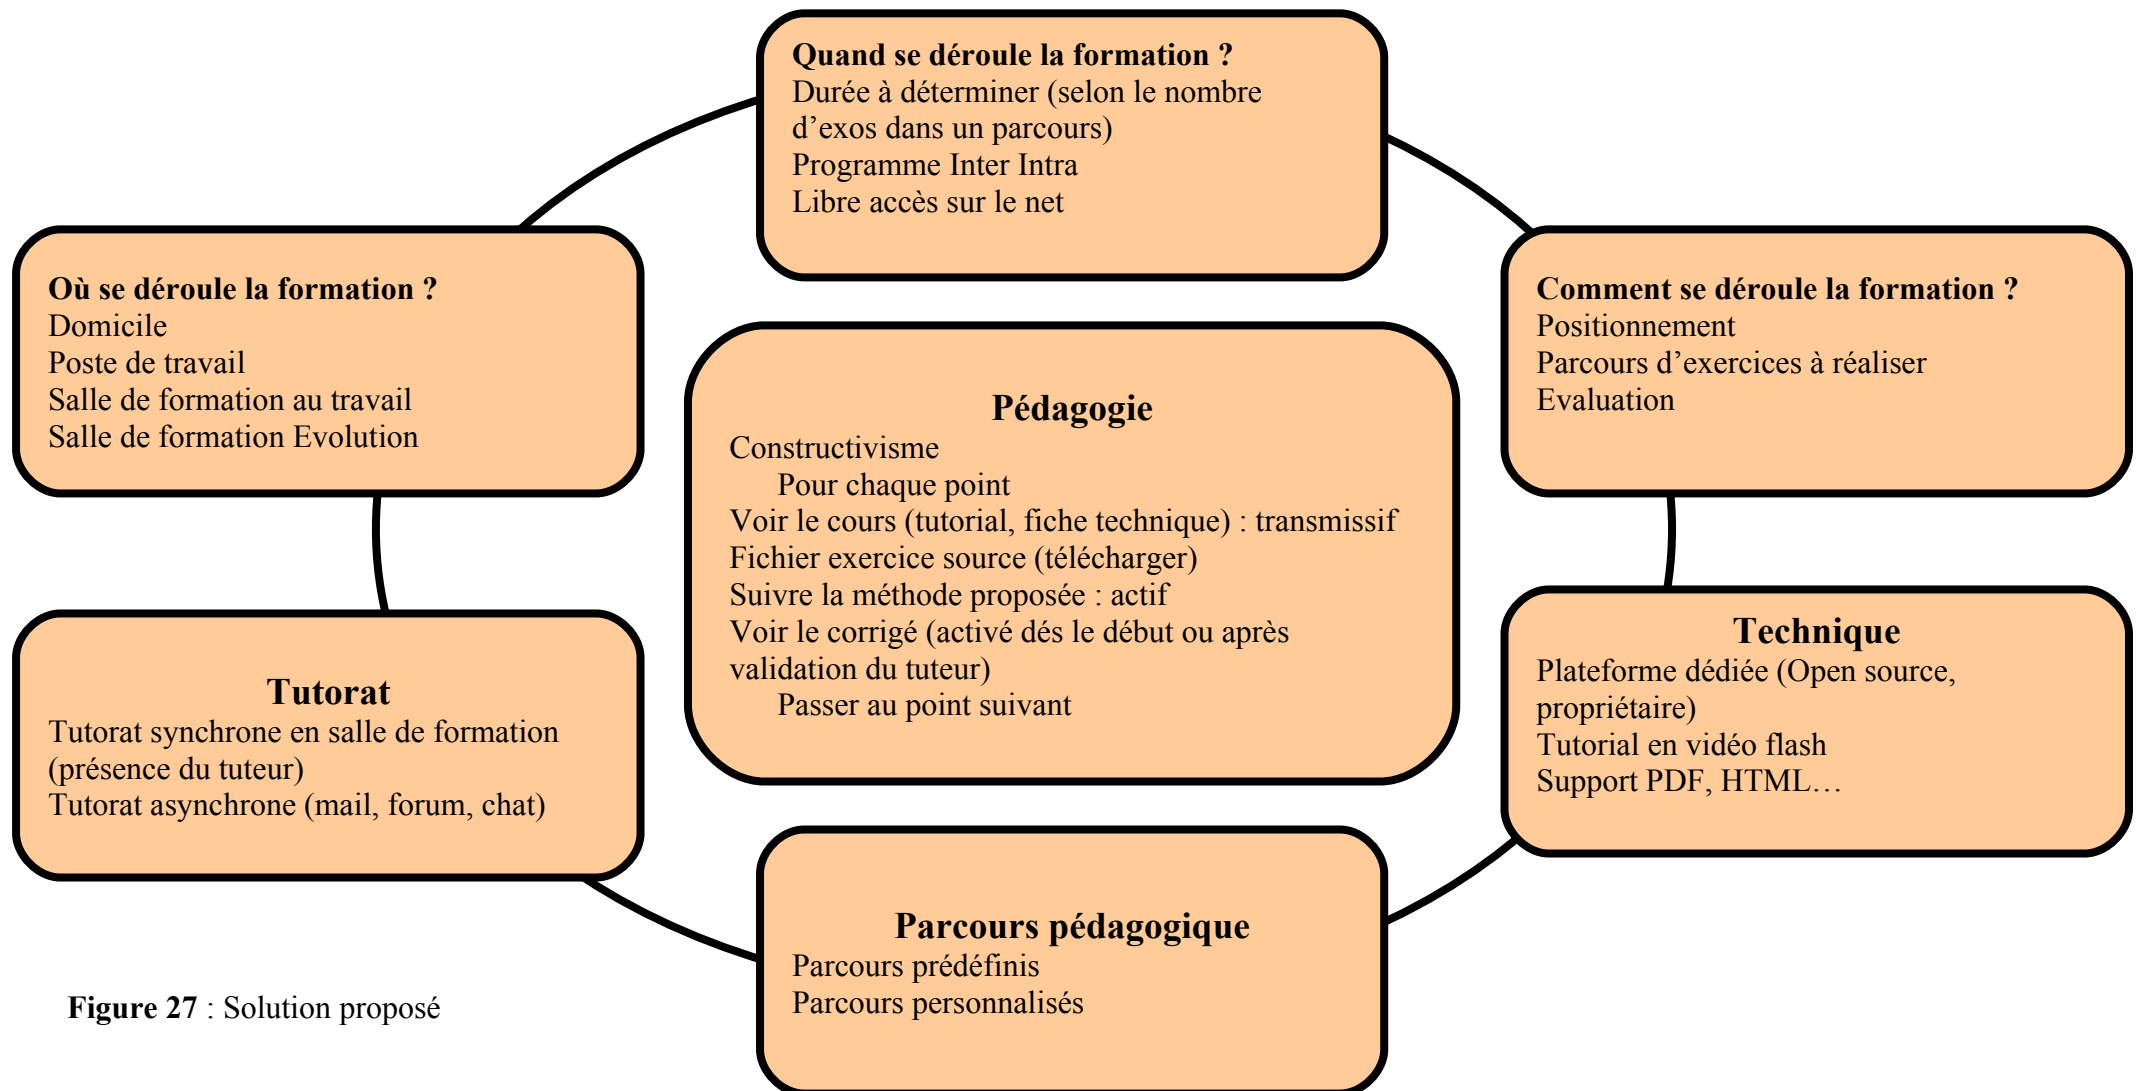 Quand se déroule la formation ?
Durée à déterminer (selon le nombre
d’exos dans un parcours)
Programme Inter Intra
Libre accès sur le net
Où se déroule la formation ?
Domicile
Poste de travail
Salle de formation au travail
Salle de formation Evolution
Comment se déroule la formation ?
Positionnement
Parcours d’exercices à réaliser
Evaluation
Pédagogie
Constructivisme
Pour chaque point
Voir le cours (tutorial, fiche technique) : transmissif
Fichier exercice source (télécharger)
Suivre la méthode proposée : actif
Voir le corrigé (activé dés le début ou après
validation du tuteur)
Passer au point suivant
Tutorat
Tutorat synchrone en salle de formation
(présence du tuteur)
Tutorat asynchrone (mail, forum, chat)
Technique
Plateforme dédiée (Open source,
propriétaire)
Tutorial en vidéo flash
Support PDF, HTML…
Parcours pédagogique
Parcours prédéfinis
Parcours personnalisés
Figure 27 : Solution proposé